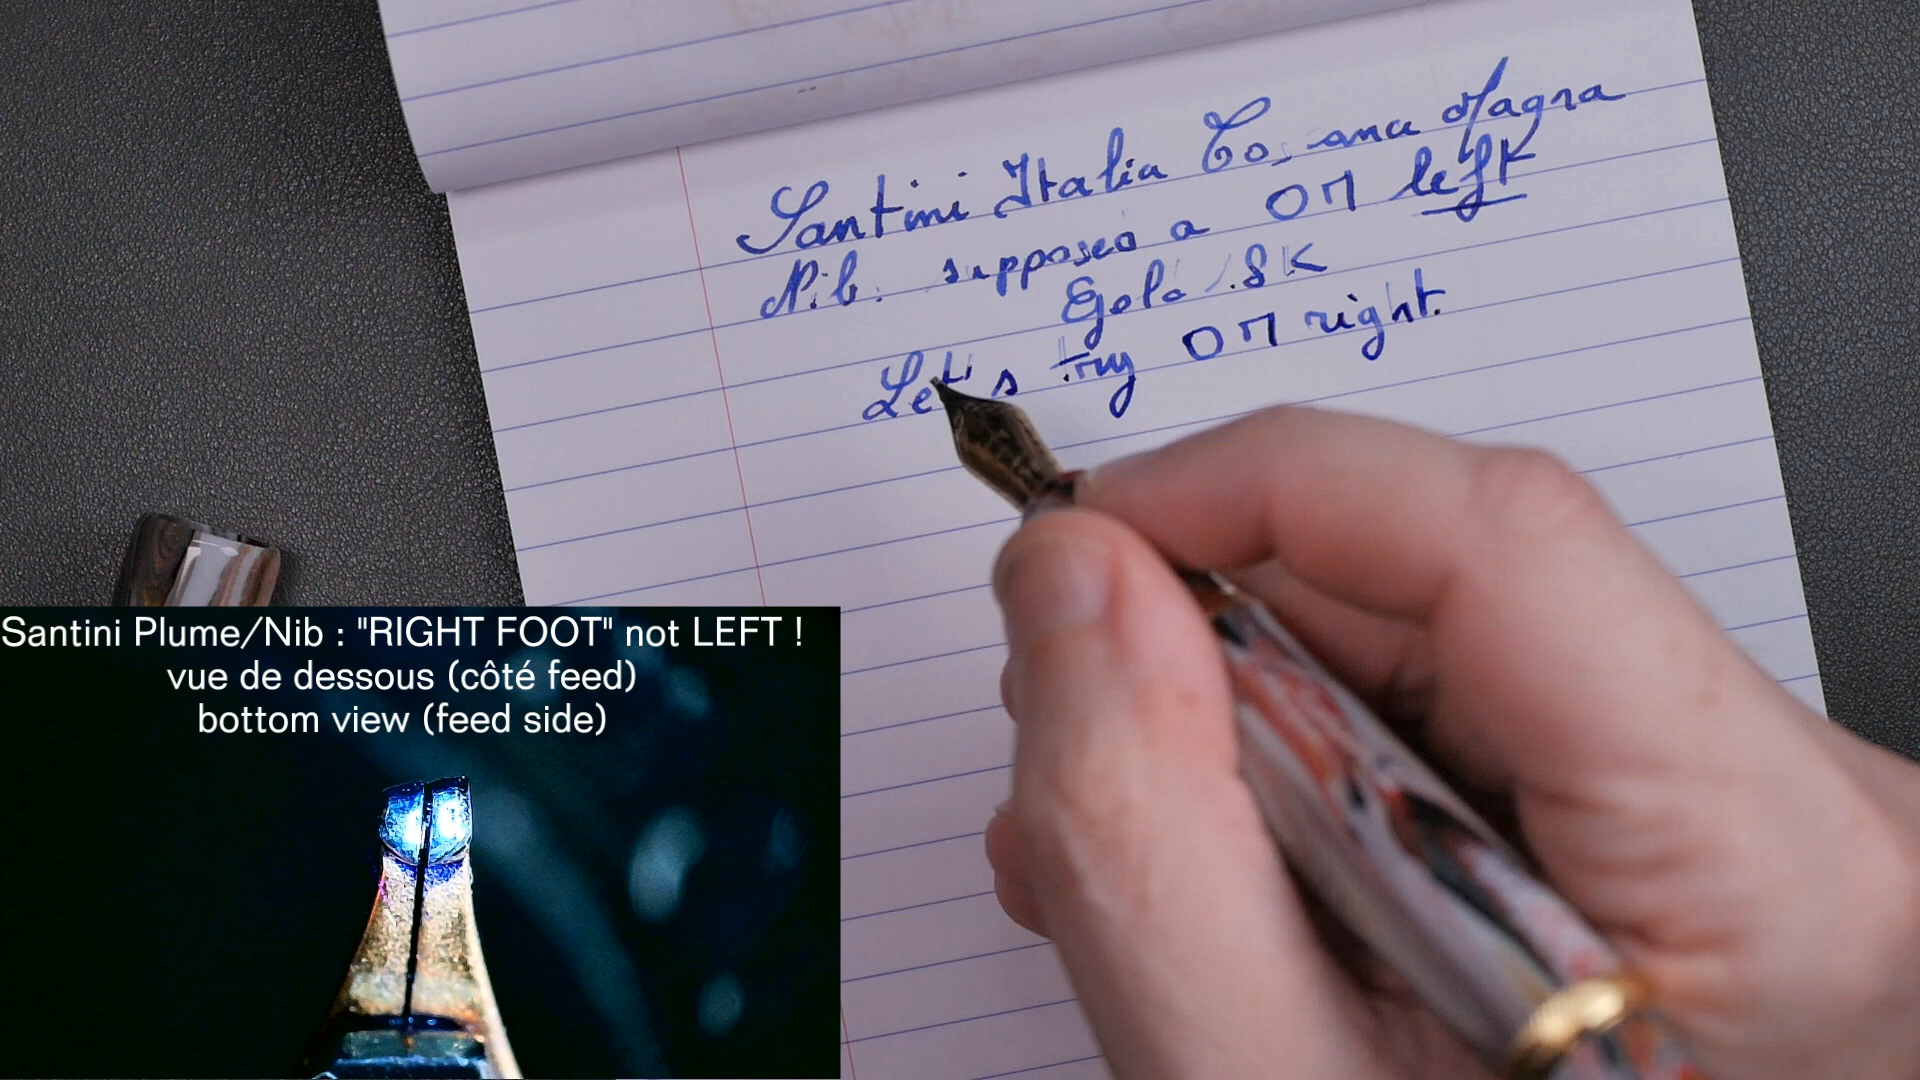 Santini Italia Toscana Magna
Nib. supposed a OM left
Gold 18K
Let's try OM right.
Santini Plume/Nib : "RIGHT FOOT" not LEFT !
vue de dessous (côté feed)
bottom view (feed side)